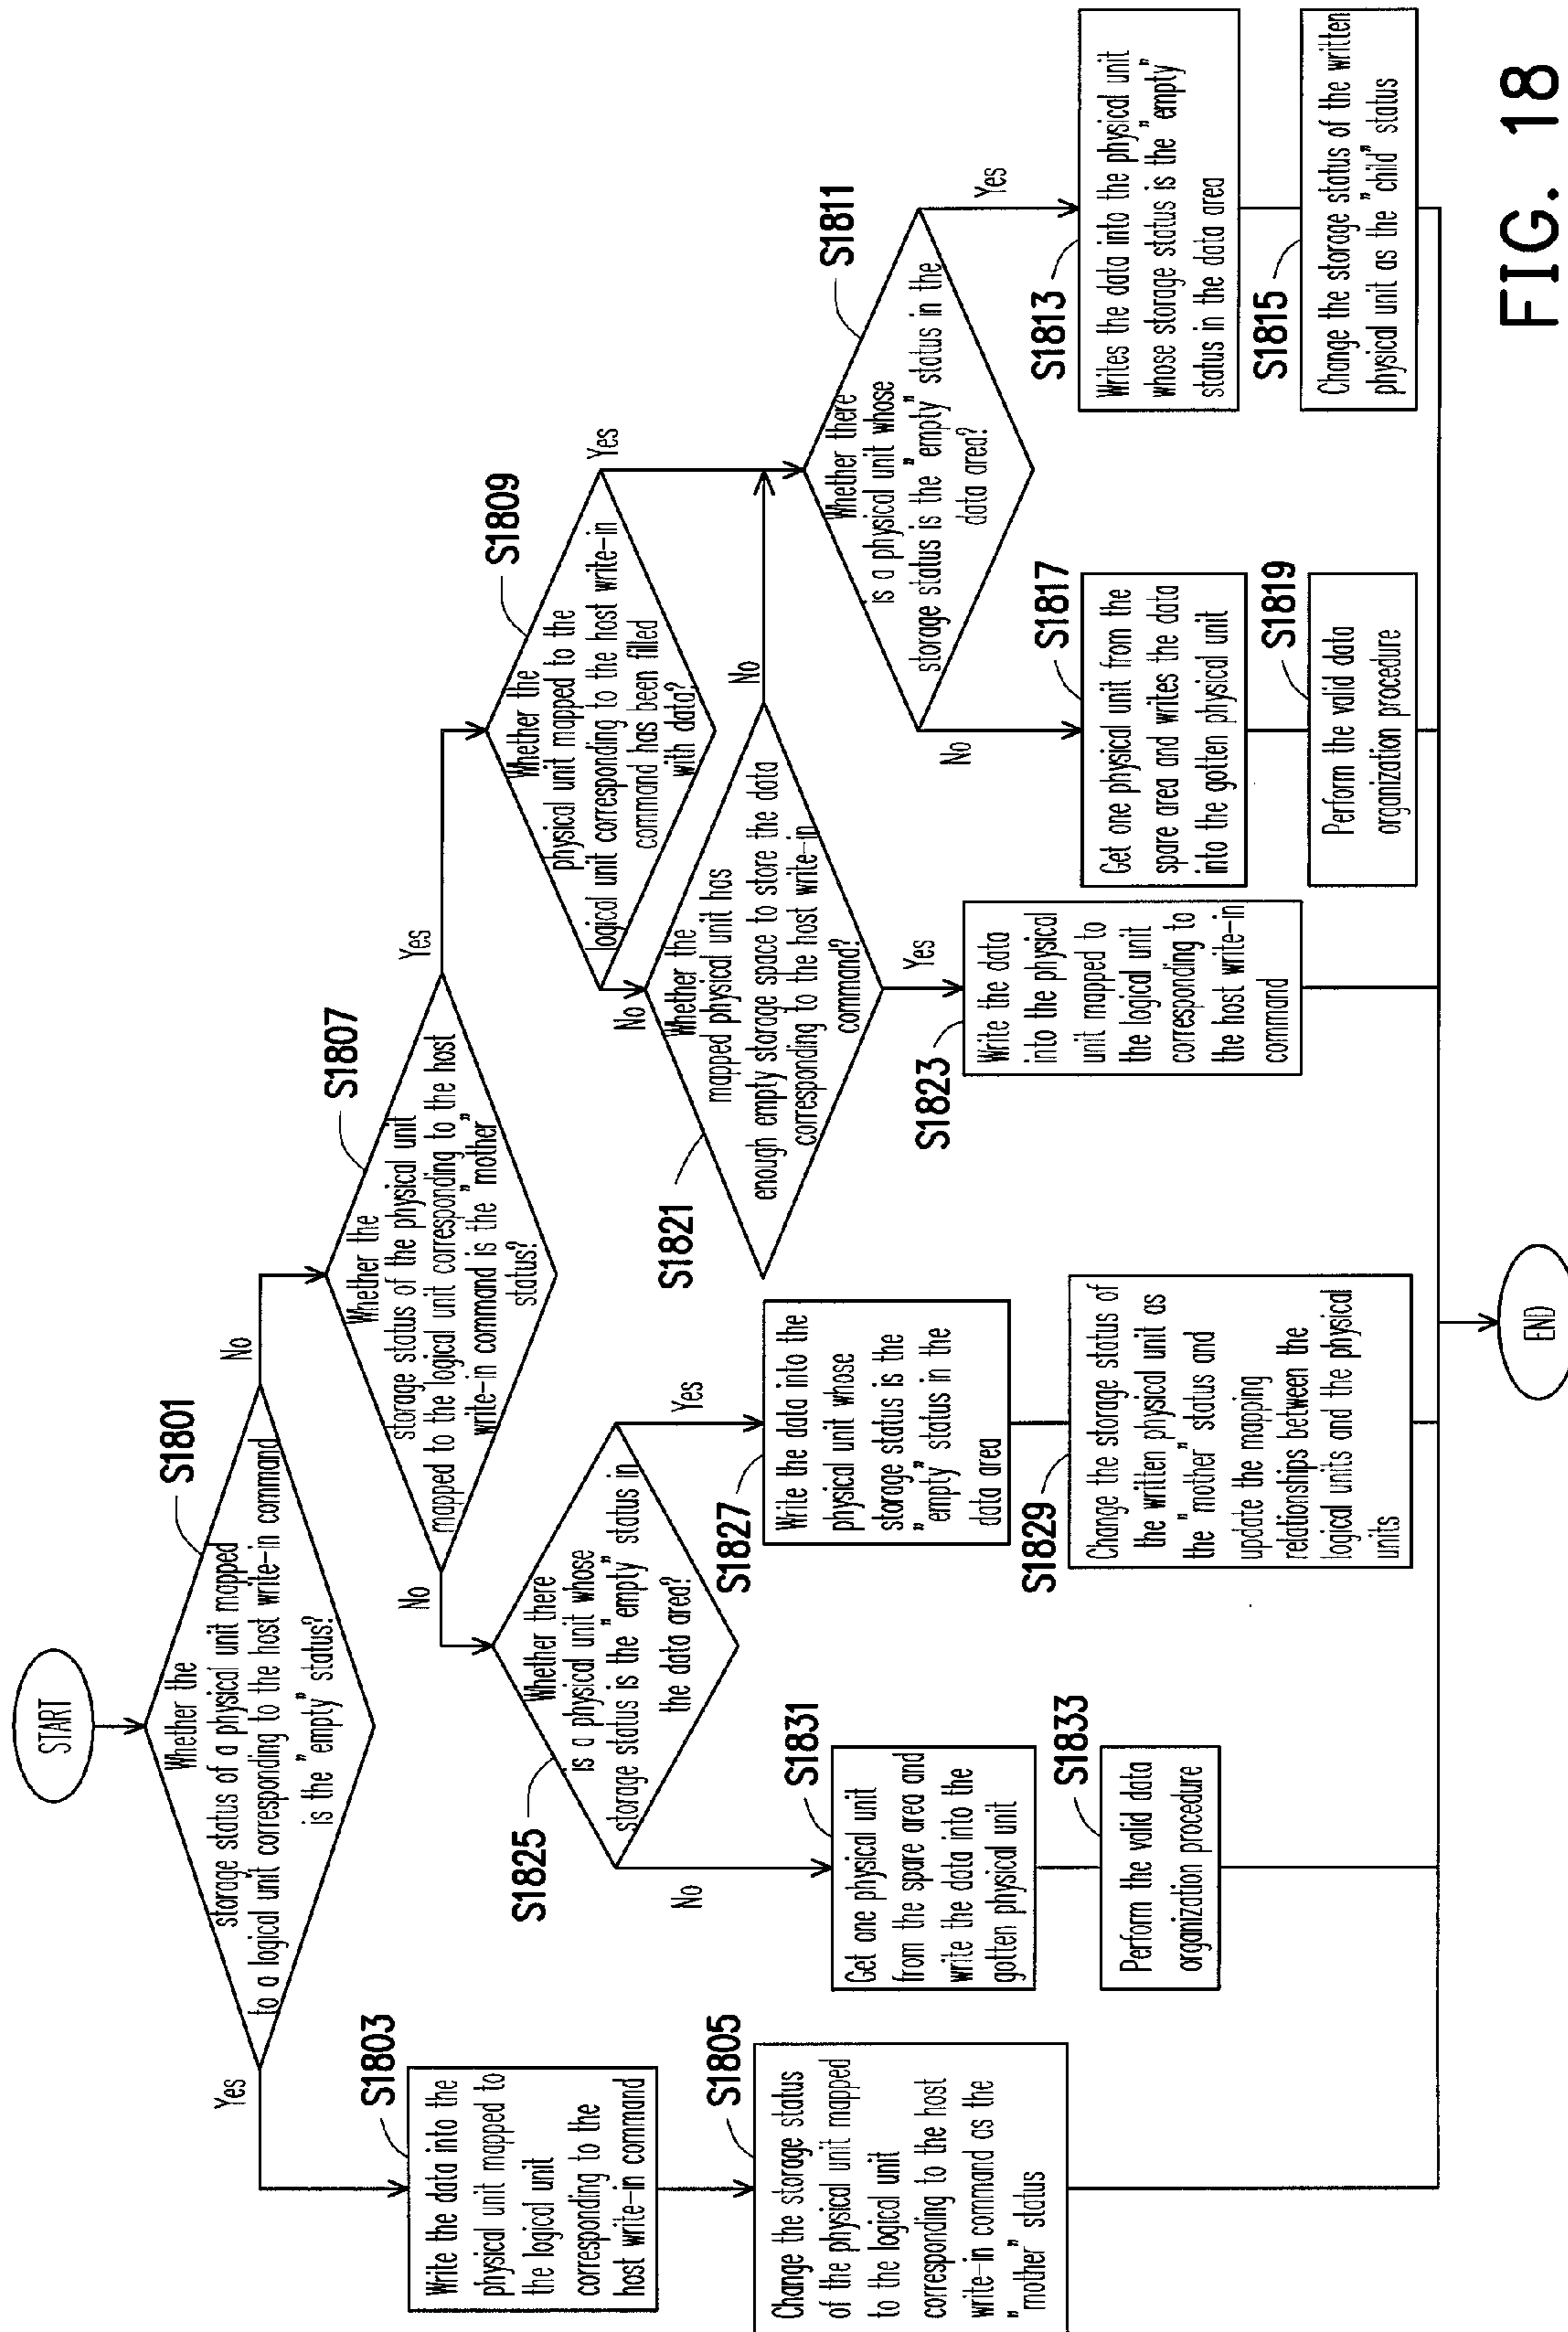 START
S1801
Whether the
storage status of a physical unit mapped
to a logical unit corresponding to the host write-in command
is the "empty" status?
Yes
No
S1803
Write the data into the
physical unit mapped to
the logical unit
corresponding to the
host write-in command
S1805
Change the storage status
of the physical unit mapped
to the logical unit
corresponding to the host
write-in command as the
"mother" status
S1807
Whether the
storage status of the physical unit
mapped to the logical unit corresponding to the host
write-in command is the "mother"
status?
No
Yes
S1825
Whether there
is a physical unit whose
storage status is the "empty" status in
the data area?
No
Yes
S1831
Get one physical unit
from the spare area and
write the data into the
gotten physical unit
S1833
Perform the valid data
organization procedure
S1827
Write the data into the
physical unit whose
storage status is the
"empty" status in the
data area
S1829
Change the storage status of
the written physical unit as
the "mother" status and
update the mapping
relationships between the
logical units and the physical
units
S1809
Whether the
physical unit mapped to the
logical unit corresponding to the host write-in
command has been filled
with data?
No
Yes
S1821
Whether the
mapped physical unit has
enough empty storage space to store the data
corresponding to the host write-in
command?
No
Yes
S1823
Write the data
into the physical
unit mapped to
the logical unit
corresponding to
the host write-in
command
S1811
Whether there
is a physical unit whose
storage status is the "empty" status in the
data area?
No
Yes
S1817
Get one physical unit from the
spare area and writes the data
into the gotten physical unit
S1819
Perform the valid data
organization procedure
S1813
Writes the data into the physical unit
whose storage status is the "empty"
status in the data area
S1815
Change the storage status of the written
physical unit as the "child" status
END
FIG. 18